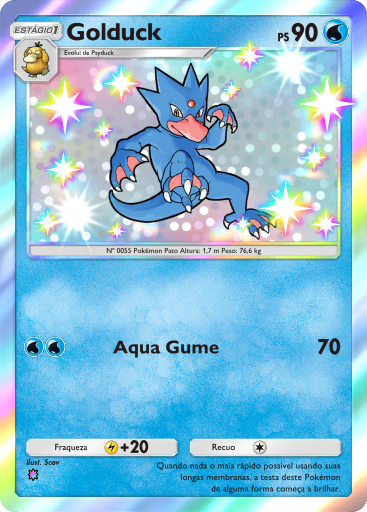 ESTÁGIO 1
Golduck
PS 90
Evolui de Psyduck
Nº 0055 Pokémon Pato Altura: 1,7 m Peso: 76,6 kg
Aqua Gume 70
Fraqueza +20
Recuo
Ilust. Scav
Quando nada o mais rápido possível usando suas
longas membranas, a testa deste Pokémon
de alguma forma começa a brilhar.